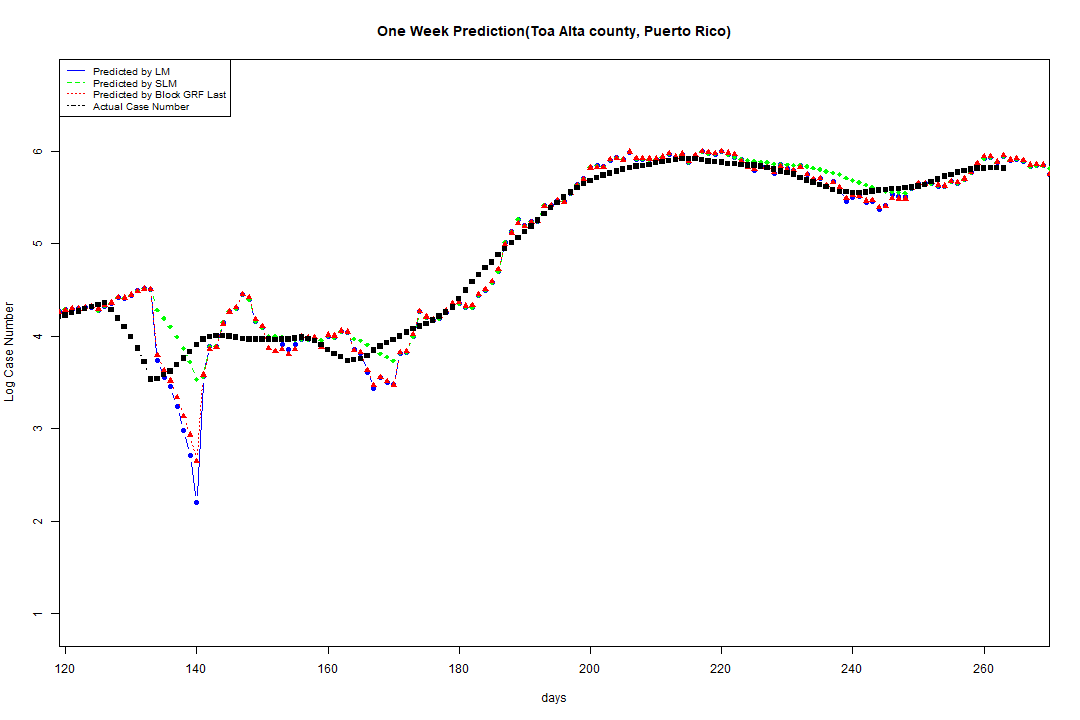 One Week Prediction(Toa Alta county, Puerto Rico)
Predicted by LM
Predicted by SLM
Predicted by Block GRF Last
Actual Case Number
6
5
4
3
2
1
Log Case Number
120 140 160 180 200 220 240 260
days